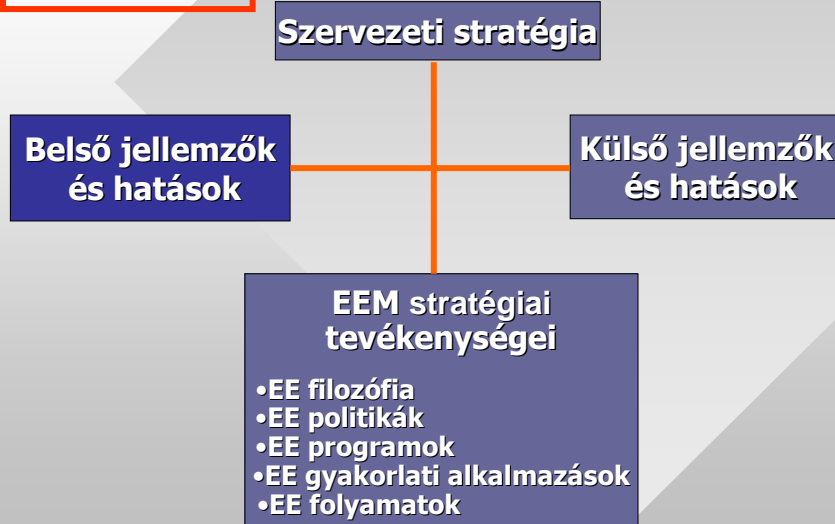 Szervezeti stratégia
Belső jellemzők
és hatások
Külső jellemzők
és hatások
EEM stratégiai
tevékenységei
•EE filozófia
•EE politikák
•EE programok
•EE gyakorlati alkalmazások
•EE folyamatok